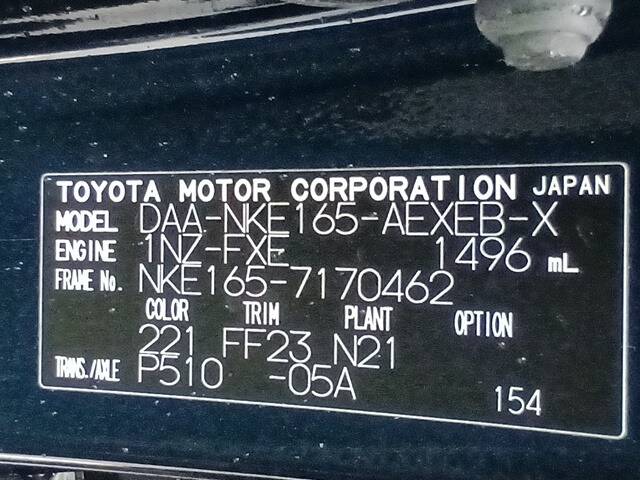 TOYOTA MOTOR CORPORATION JAPAN
MODEL DAA-NKE165-AEXEB-X
ENGINE 1NZ-FXE 1496 mL
FRAME No. NKE165-7170462
COLOR TRIM PLANT OPTION
221 FF23 N21
TRANS./AXLE P510 -05A
154